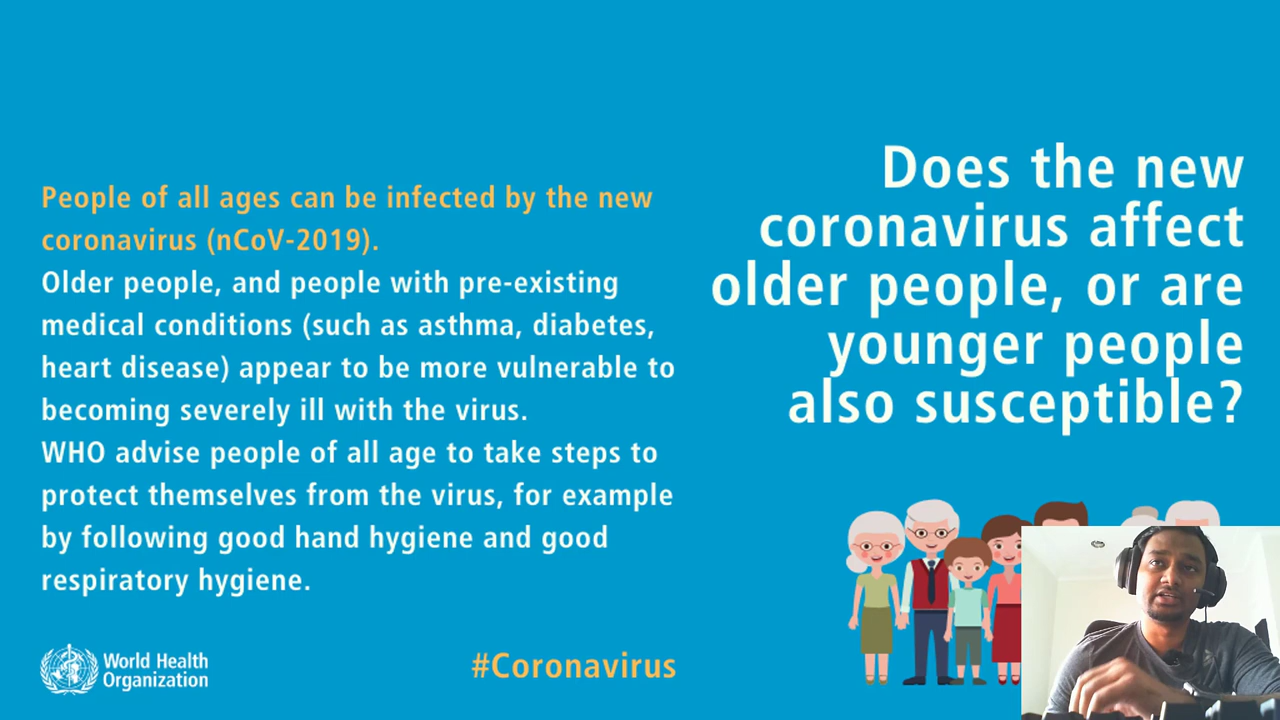 Does the new
coronavirus affect
older people, or are
younger people
also susceptible?
People of all ages can be infected by the new
coronavirus (nCoV-2019).
Older people, and people with pre-existing
medical conditions (such as asthma, diabetes,
heart disease) appear to be more vulnerable to
becoming severely ill with the virus.
WHO advise people of all age to take steps to
protect themselves from the virus, for example
by following good hand hygiene and good
respiratory hygiene.
World Health
Organization
#Coronavirus